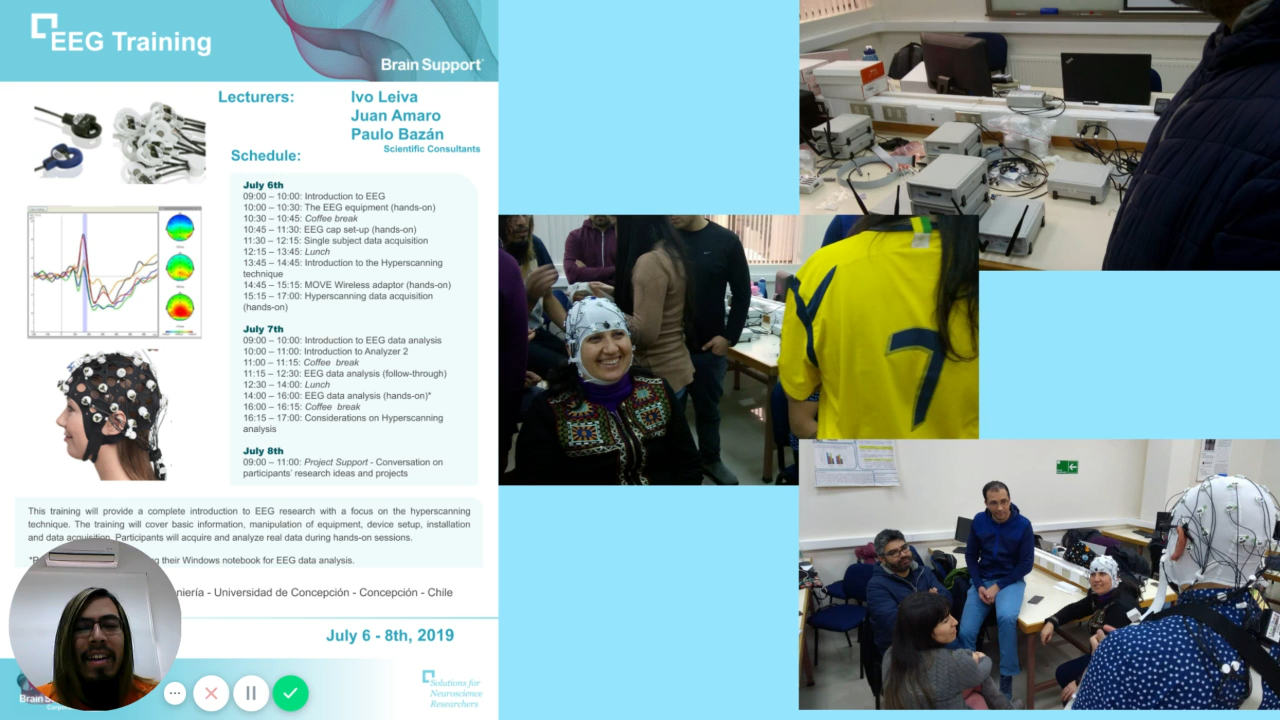 EEG Training
Brain Support
Lecturers:
Ivo Leiva
Juan Amaro
Paulo Bazán
Scientific Consultants
Schedule:
July 6th
09:00 – 10:00: Introduction to EEG
10:00 – 10:30: The EEG equipment (hands-on)
10:30 – 10:45: Coffee break
10:45 – 11:30: EEG cap set-up (hands-on)
11:30 – 12:15: Single subject data acquisition
12:15 – 13:45: Lunch
13:45 – 14:45: Introduction to the Hyperscanning
technique
14:45 – 15:15: MOVE Wireless adaptor (hands-on)
15:15 – 17:00: Hyperscanning data acquisition
(hands-on)
July 7th
09:00 – 10:00: Introduction to EEG data analysis
10:00 – 11:00: Introduction to Analyzer 2
11:00 – 11:15: Coffee break
11:15 – 12:30: EEG data analysis (follow-through)
12:30 – 14:00: Lunch
14:00 – 16:00: EEG data analysis (hands-on)*
16:00 – 16:15: Coffee break
16:15 – 17:00: Considerations on Hyperscanning
analysis
July 8th
09:00 – 11:00: Project Support - Conversation on
participants' research ideas and projects
This training will provide a complete introduction to EEG research with a focus on the hyperscanning
technique. The training will cover basic information, manipulation of equipment, device setup, installation
and data acquisition. Participants will acquire and analyze real data during hands-on sessions.
their Windows notebook for EEG data analysis.
niería - Universidad de Concepción - Concepción - Chile
July 6 - 8th, 2019
Solutions for
Neuroscience
Researchers
7